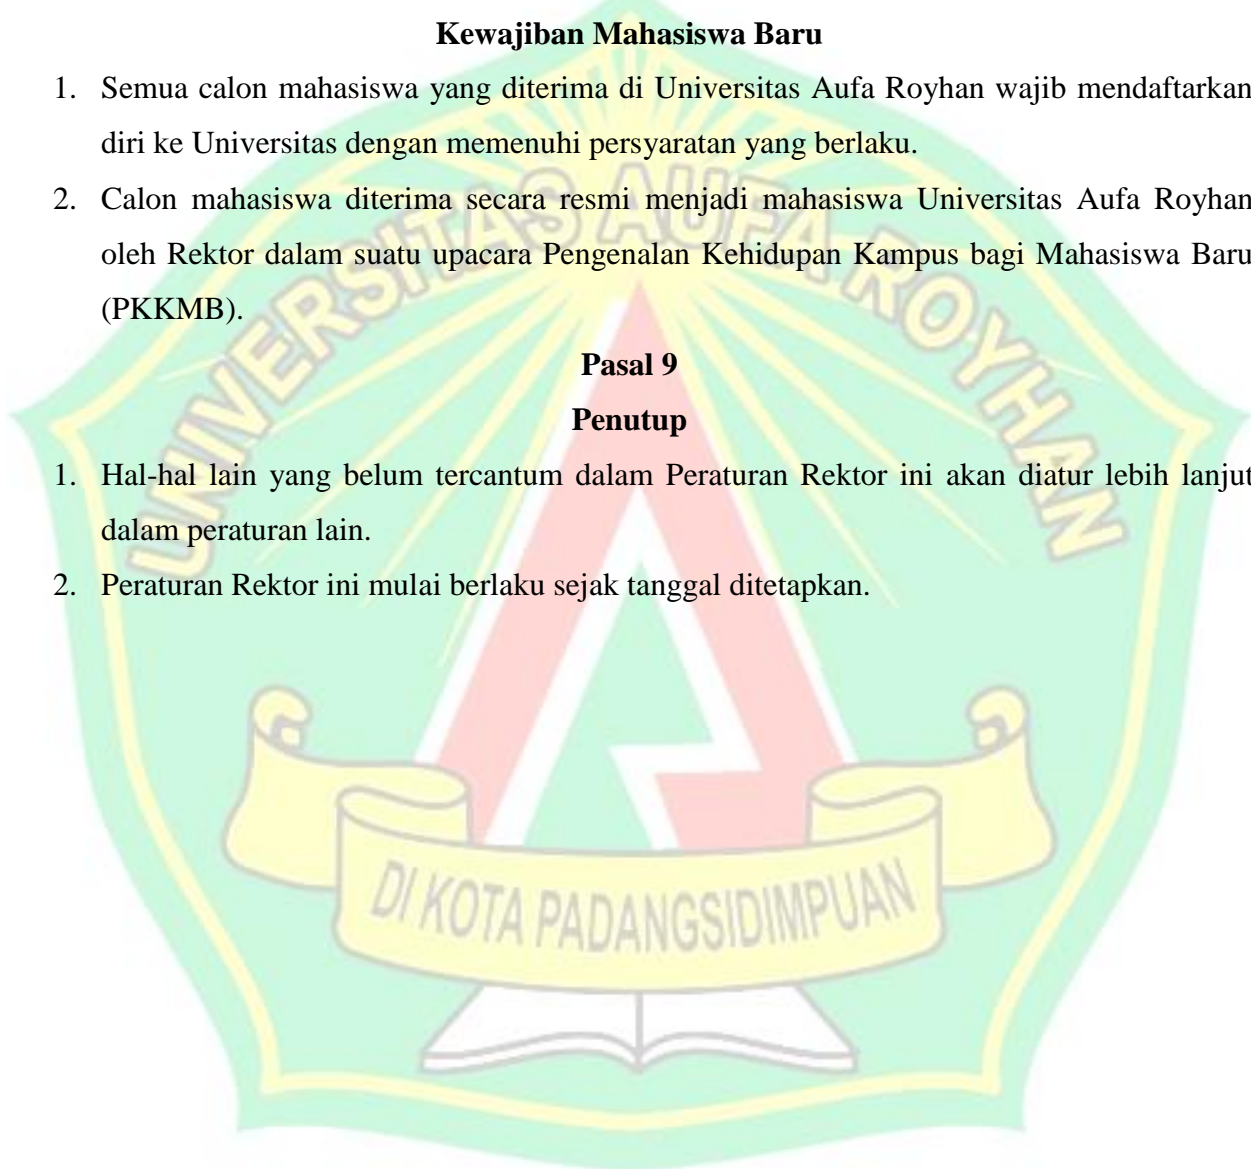 Kewajiban Mahasiswa Baru
1. Semua calon mahasiswa yang diterima di Universitas Aufa Royhan wajib mendaftarkan
diri ke Universitas dengan memenuhi persyaratan yang berlaku.
2. Calon mahasiswa diterima secara resmi menjadi mahasiswa Universitas Aufa Royhan
oleh Rektor dalam suatu upacara Pengenalan Kehidupan Kampus bagi Mahasiswa Baru
(PKKMB).
Pasal 9
Penutup
1. Hal-hal lain yang belum tercantum dalam Peraturan Rektor ini akan diatur lebih lanjut
dalam peraturan lain.
2. Peraturan Rektor ini mulai berlaku sejak tanggal ditetapkan.
UNIVERSITAS AUFA ROYHAN
DI KOTA PADANGSIDIMPUAN